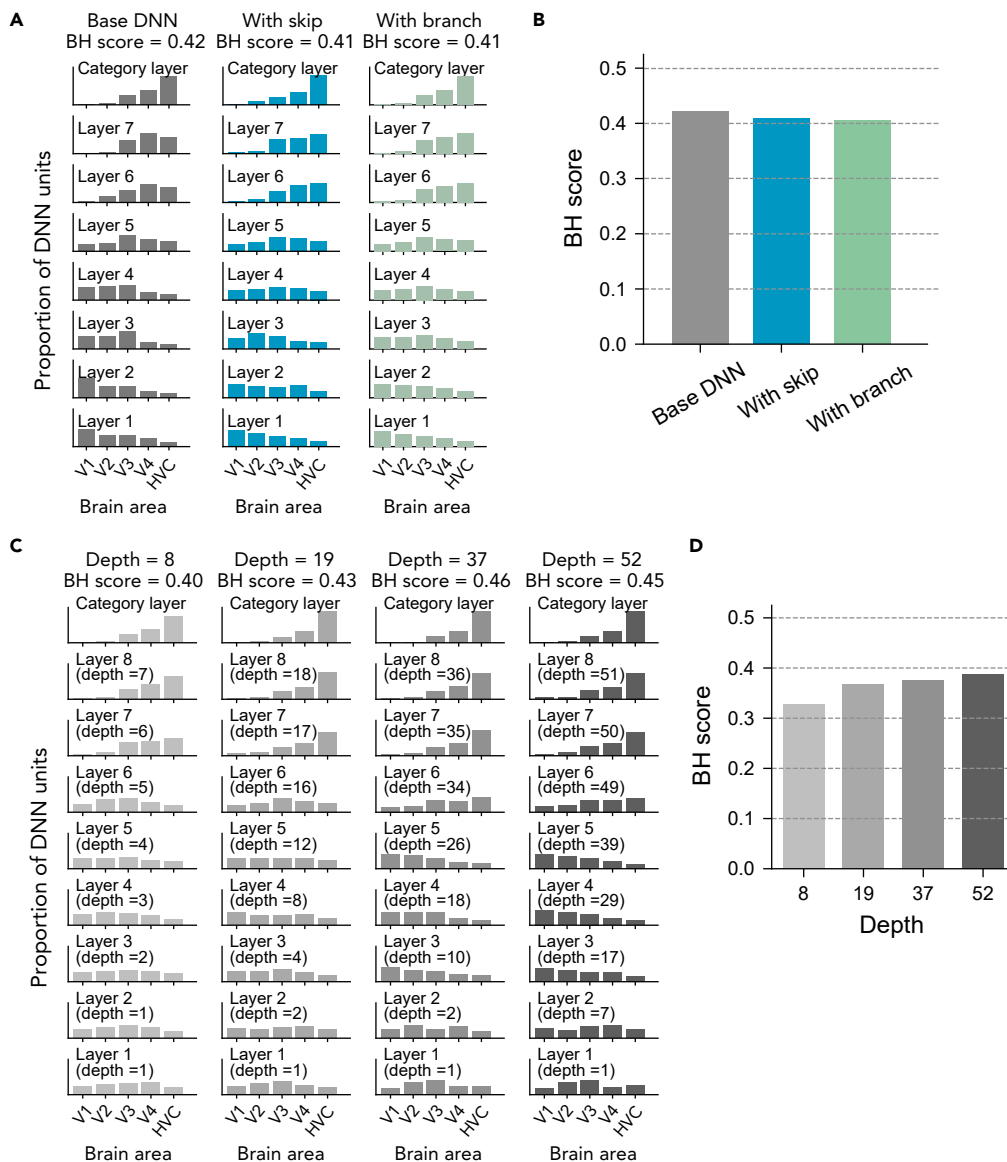 A
Base DNN
BH score = 0.42
With skip
BH score = 0.41
With branch
BH score = 0.41
Proportion of DNN units
Category layer
Category layer
Category layer
Layer 7
Layer 7
Layer 7
Layer 6
Layer 6
Layer 6
Layer 5
Layer 5
Layer 5
Layer 4
Layer 4
Layer 4
Layer 3
Layer 3
Layer 3
Layer 2
Layer 2
Layer 2
Layer 1
Layer 1
Layer 1
V1 V2 V3 V4 HVC
V1 V2 V3 V4 HVC
V1 V2 V3 V4 HVC
Brain area
Brain area
Brain area
B
BH score
0.5
0.4
0.3
0.2
0.1
0.0
Base DNN
With skip
With branch
C
Depth = 8
BH score = 0.40
Depth = 19
BH score = 0.43
Depth = 37
BH score = 0.46
Depth = 52
BH score = 0.45
Proportion of DNN units
Category layer
Category layer
Category layer
Category layer
Layer 8
(depth =7)
Layer 8
(depth =18)
Layer 8
(depth =36)
Layer 8
(depth =51)
Layer 7
(depth =6)
Layer 7
(depth =17)
Layer 7
(depth =35)
Layer 7
(depth =50)
Layer 6
(depth =5)
Layer 6
(depth =16)
Layer 6
(depth =34)
Layer 6
(depth =49)
Layer 5
(depth =4)
Layer 5
(depth =12)
Layer 5
(depth =26)
Layer 5
(depth =39)
Layer 4
(depth =3)
Layer 4
(depth =8)
Layer 4
(depth =18)
Layer 4
(depth =29)
Layer 3
(depth =2)
Layer 3
(depth =4)
Layer 3
(depth =10)
Layer 3
(depth =17)
Layer 2
(depth =1)
Layer 2
(depth =2)
Layer 2
(depth =2)
Layer 2
(depth =7)
Layer 1
(depth =1)
Layer 1
(depth =1)
Layer 1
(depth =1)
Layer 1
(depth =1)
V1 V2 V3 V4 HVC
V1 V2 V3 V4 HVC
V1 V2 V3 V4 HVC
V1 V2 V3 V4 HVC
Brain area
Brain area
Brain area
Brain area
D
BH score
0.5
0.4
0.3
0.2
0.1
0.0
8 19 37 52
Depth